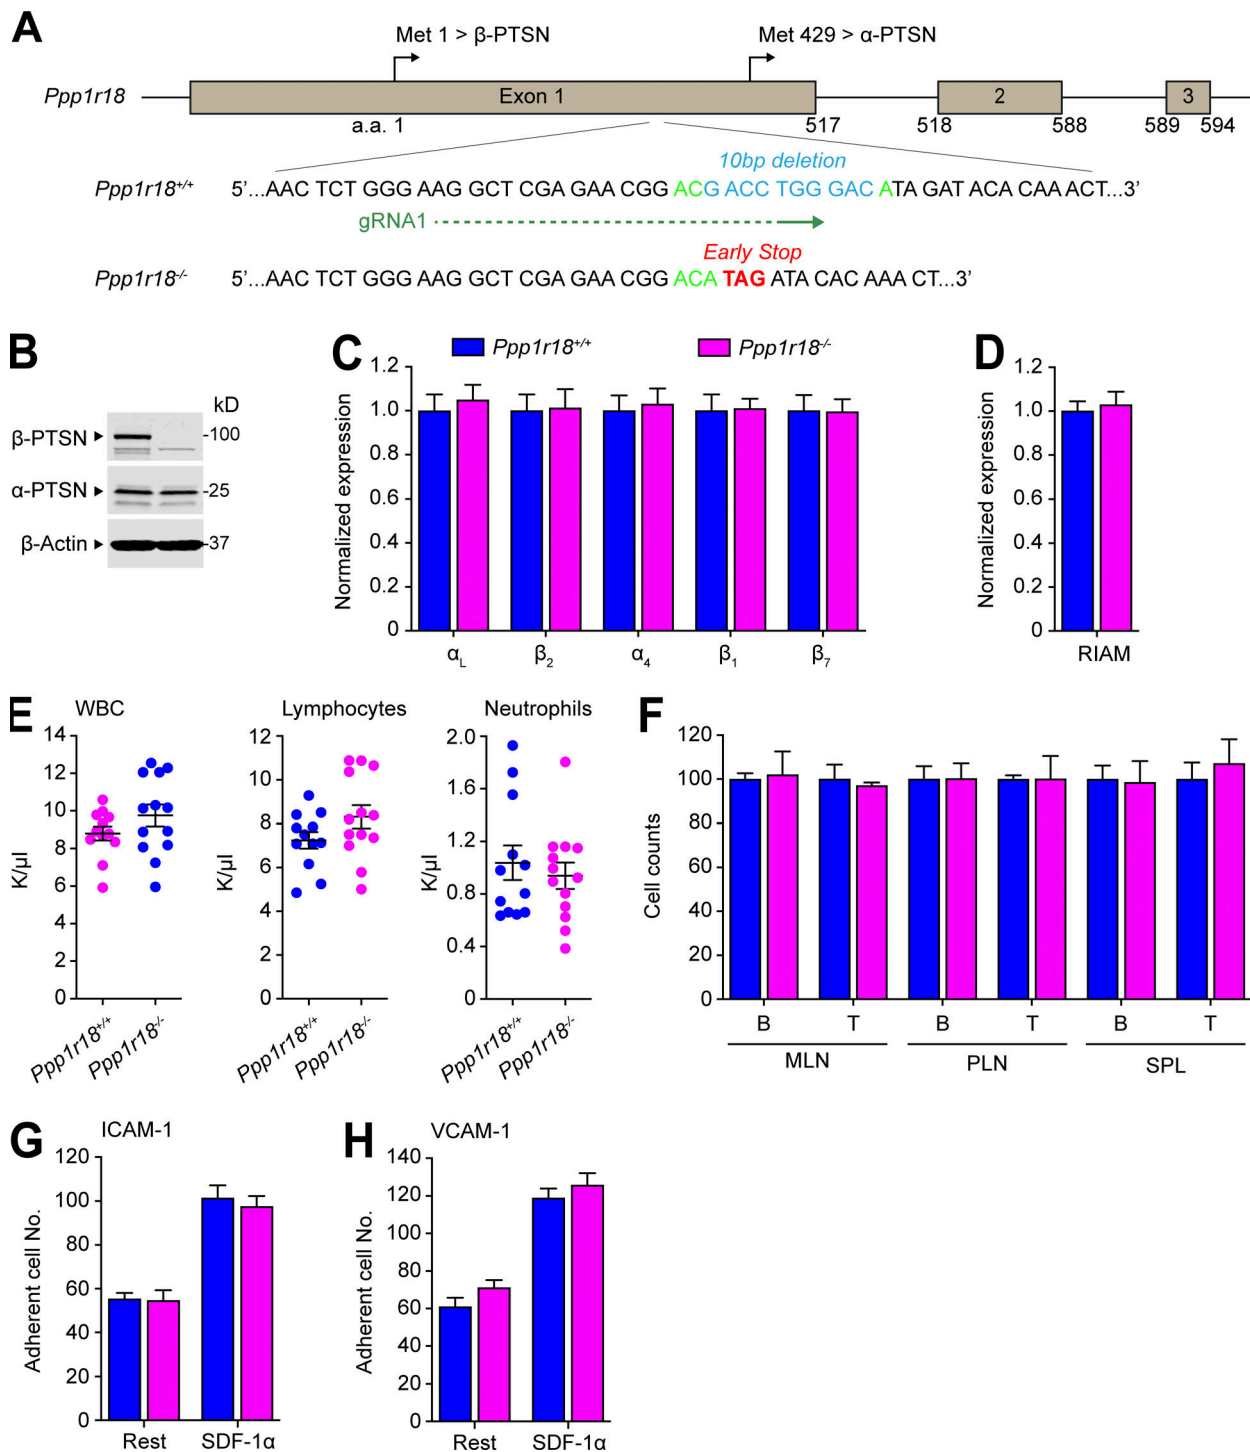 A
Met 1 > β-PTSN
Met 429 > α-PTSN
Ppp1r18
Exon 1
2
3
a.a. 1
517
518
588
589
594
10bp deletion
Ppp1r18+/+
5’...AAC TCT GGG AAG GCT CGA GAA CGG ACGACC TGG GAC ATA GAT ACA CAA ACT...3’
gRNA1
Early Stop
Ppp1r18-/-
5’...AAC TCT GGG AAG GCT CGA GAA CGG ACA TAG ATA CAC AAA CT...3’
B
kD
β-PTSN
-100
α-PTSN
-25
β-Actin
-37
C
Ppp1r18+/+
Ppp1r18-/-
Normalized expression
1.2
1.0
0.8
0.6
0.4
0.2
0
αL
β2
α4
β1
β7
D
Normalized expression
1.2
1.0
0.8
0.6
0.4
0.2
0
RIAM
E
WBC
K/μl
14
12
10
8
6
4
2
0
Ppp1r18+/+
Ppp1r18-/-
Lymphocytes
K/μl
12
10
8
6
4
2
0
Ppp1r18+/+
Ppp1r18-/-
Neutrophils
K/μl
2.0
1.6
1.2
0.8
0.4
0
Ppp1r18+/+
Ppp1r18-/-
F
Cell counts
120
100
80
60
40
20
0
B
T
B
T
B
T
MLN
PLN
SPL
G
ICAM-1
Adherent cell No.
120
100
80
60
40
20
0
Rest
SDF-1α
H
VCAM-1
Adherent cell No.
140
120
100
80
60
40
20
0
Rest
SDF-1α